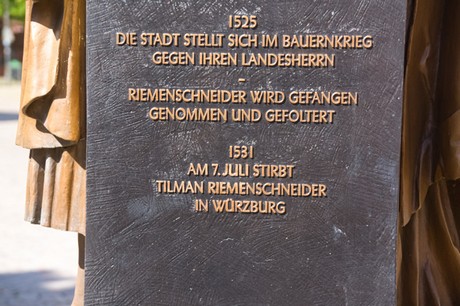 1525
DIE STADT STELLT SICH IM BAUERNKRIEG
GEGEN IHREN LANDESHERRN
–
RIEMENSCHNEIDER WIRD GEFANGEN
GENOMMEN UND GEFOLTERT
1531
AM 7. JULI STIRBT
TILMAN RIEMENSCHNEIDER
IN WÜRZBURG